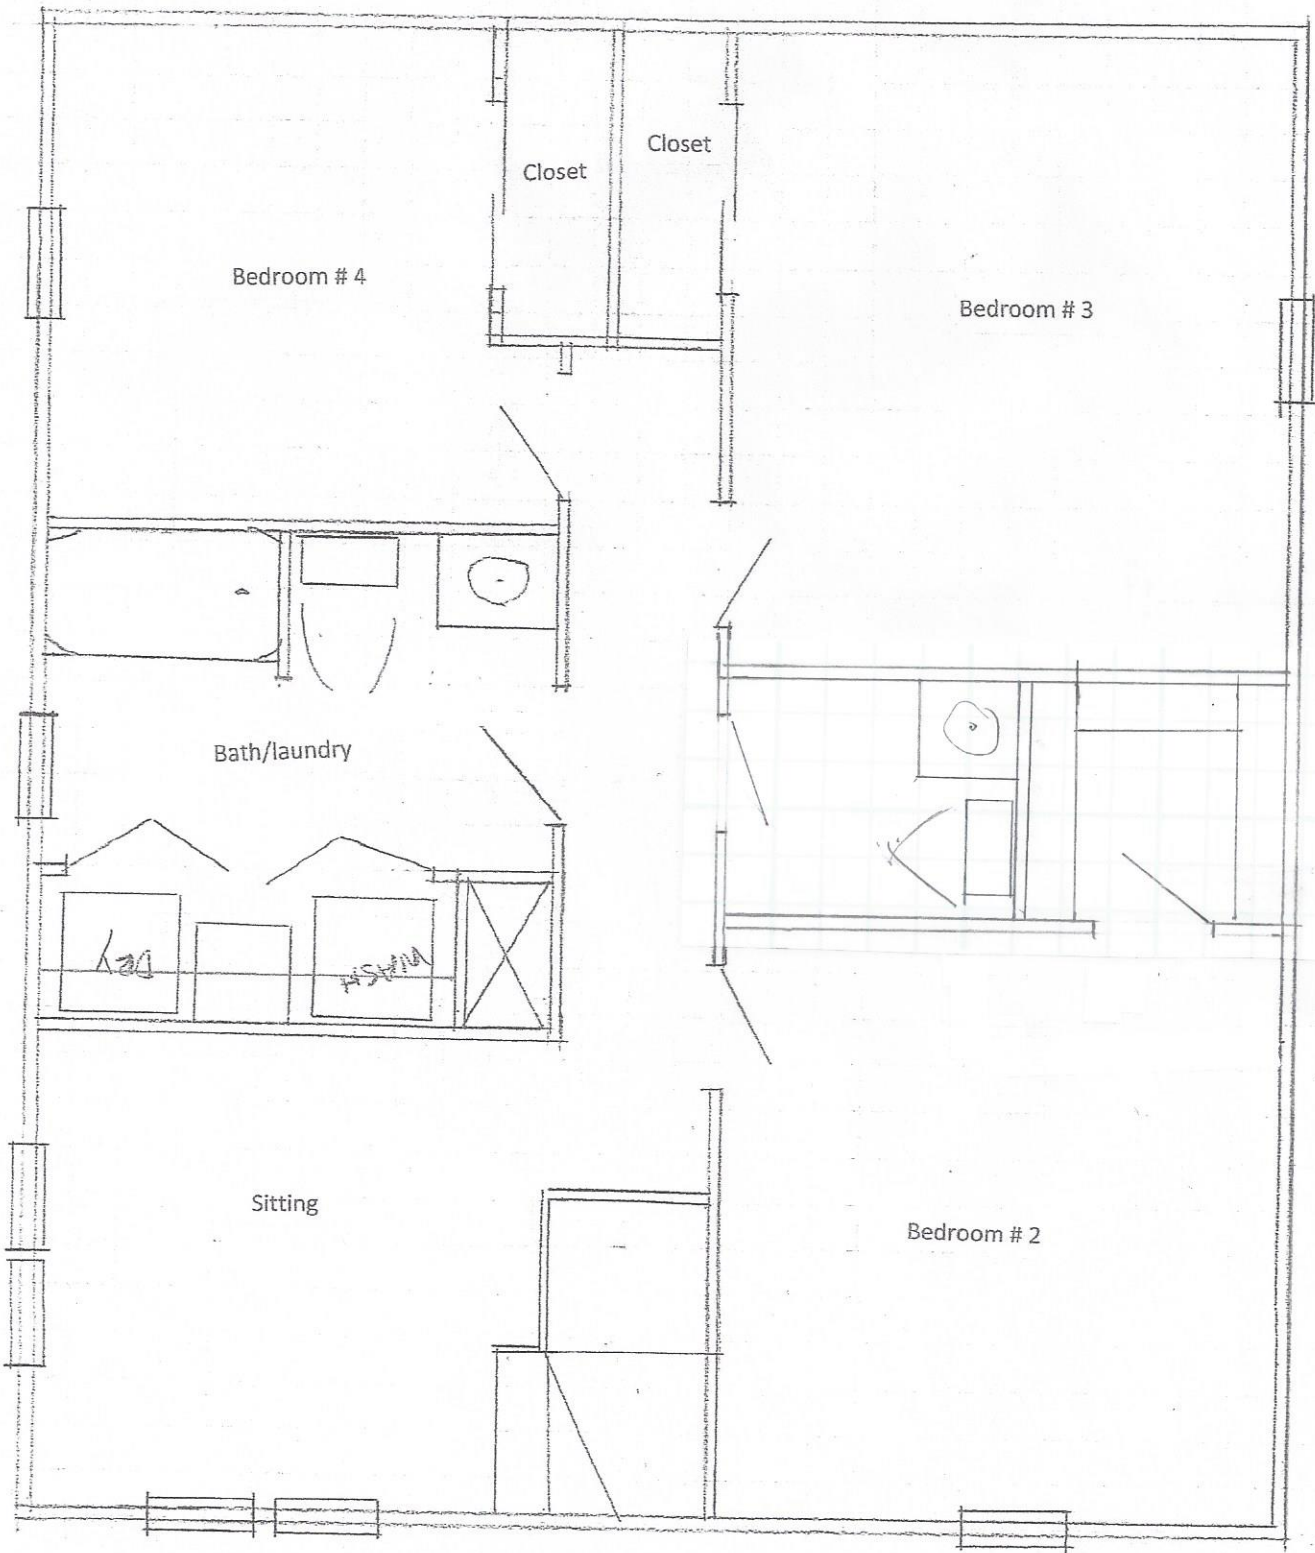 Closet
Closet
Bedroom # 4
Bedroom # 3
Bath/laundry
DRY
WASH
Sitting
Bedroom # 2